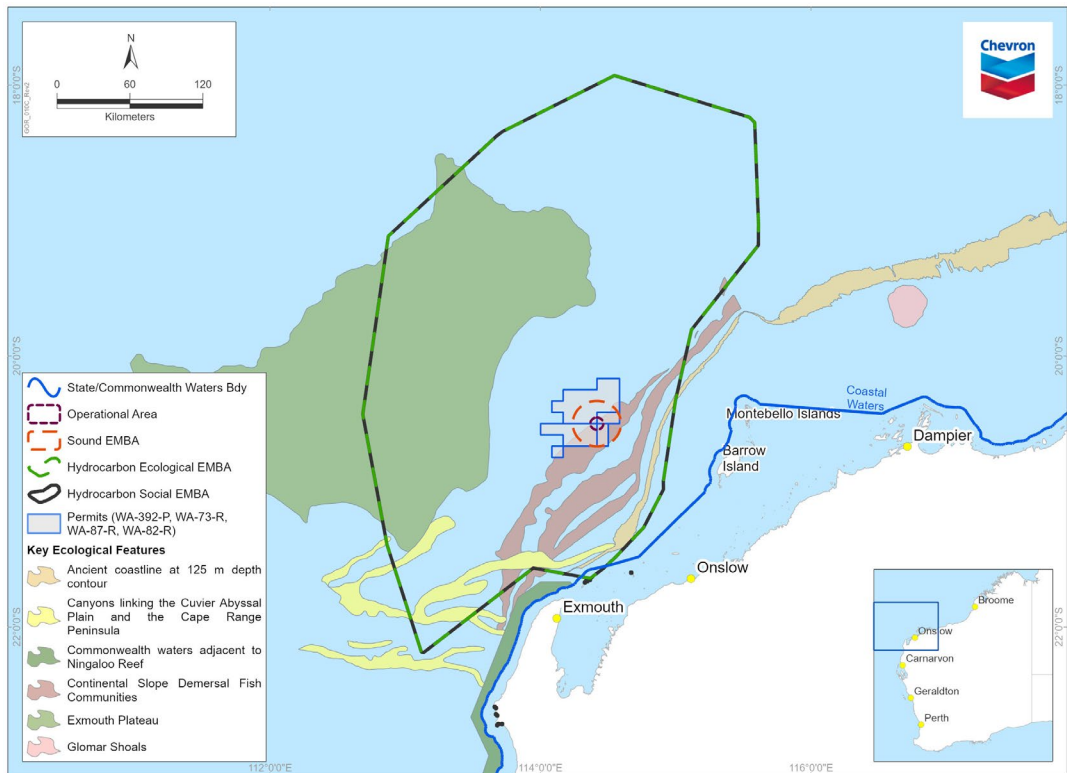 N
0
60
120
Kilometers
GOR_010C_Rev2
Chevron
18°0'0"S
18°0'0"S
20°0'0"S
20°0'0"S
22°0'0"S
22°0'0"S
112°0'0"E
114°0'0"E
116°0'0"E
Coastal
Waters
Montebello Islands
Dampier
Barrow
Island
Onslow
Exmouth
State/Commonwealth Waters Bdy
Operational Area
Sound EMBA
Hydrocarbon Ecological EMBA
Hydrocarbon Social EMBA
Permits (WA-392-P, WA-73-R,
WA-87-R, WA-82-R)
Key Ecological Features
Ancient coastline at 125 m depth
contour
Canyons linking the Cuvier Abyssal
Plain and the Cape Range
Peninsula
Commonwealth waters adjacent to
Ningaloo Reef
Continental Slope Demersal Fish
Communities
Exmouth Plateau
Glomar Shoals
Broome
Onslow
Carnarvon
Geraldton
Perth